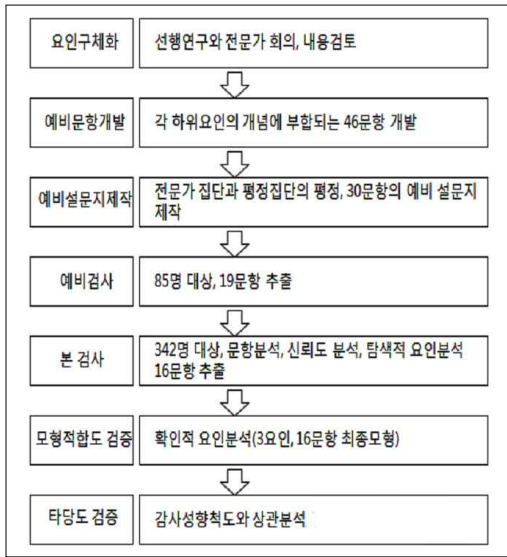 요인구체화
선행연구와 전문가 회의, 내용검토
예비문항개발
각 하위요인의 개념에 부합되는 46문항 개발
예비설문지제작
전문가 집단과 평정집단의 평정, 30문항의 예비 설문지
제작
예비검사
85명 대상, 19문항 추출
본 검사
342명 대상, 문항분석, 신뢰도 분석, 탐색적 요인분석
16문항 추출
모형적합도 검증
확인적 요인분석(3요인, 16문항 최종모형)
타당도 검증
감사성향척도와 상관분석